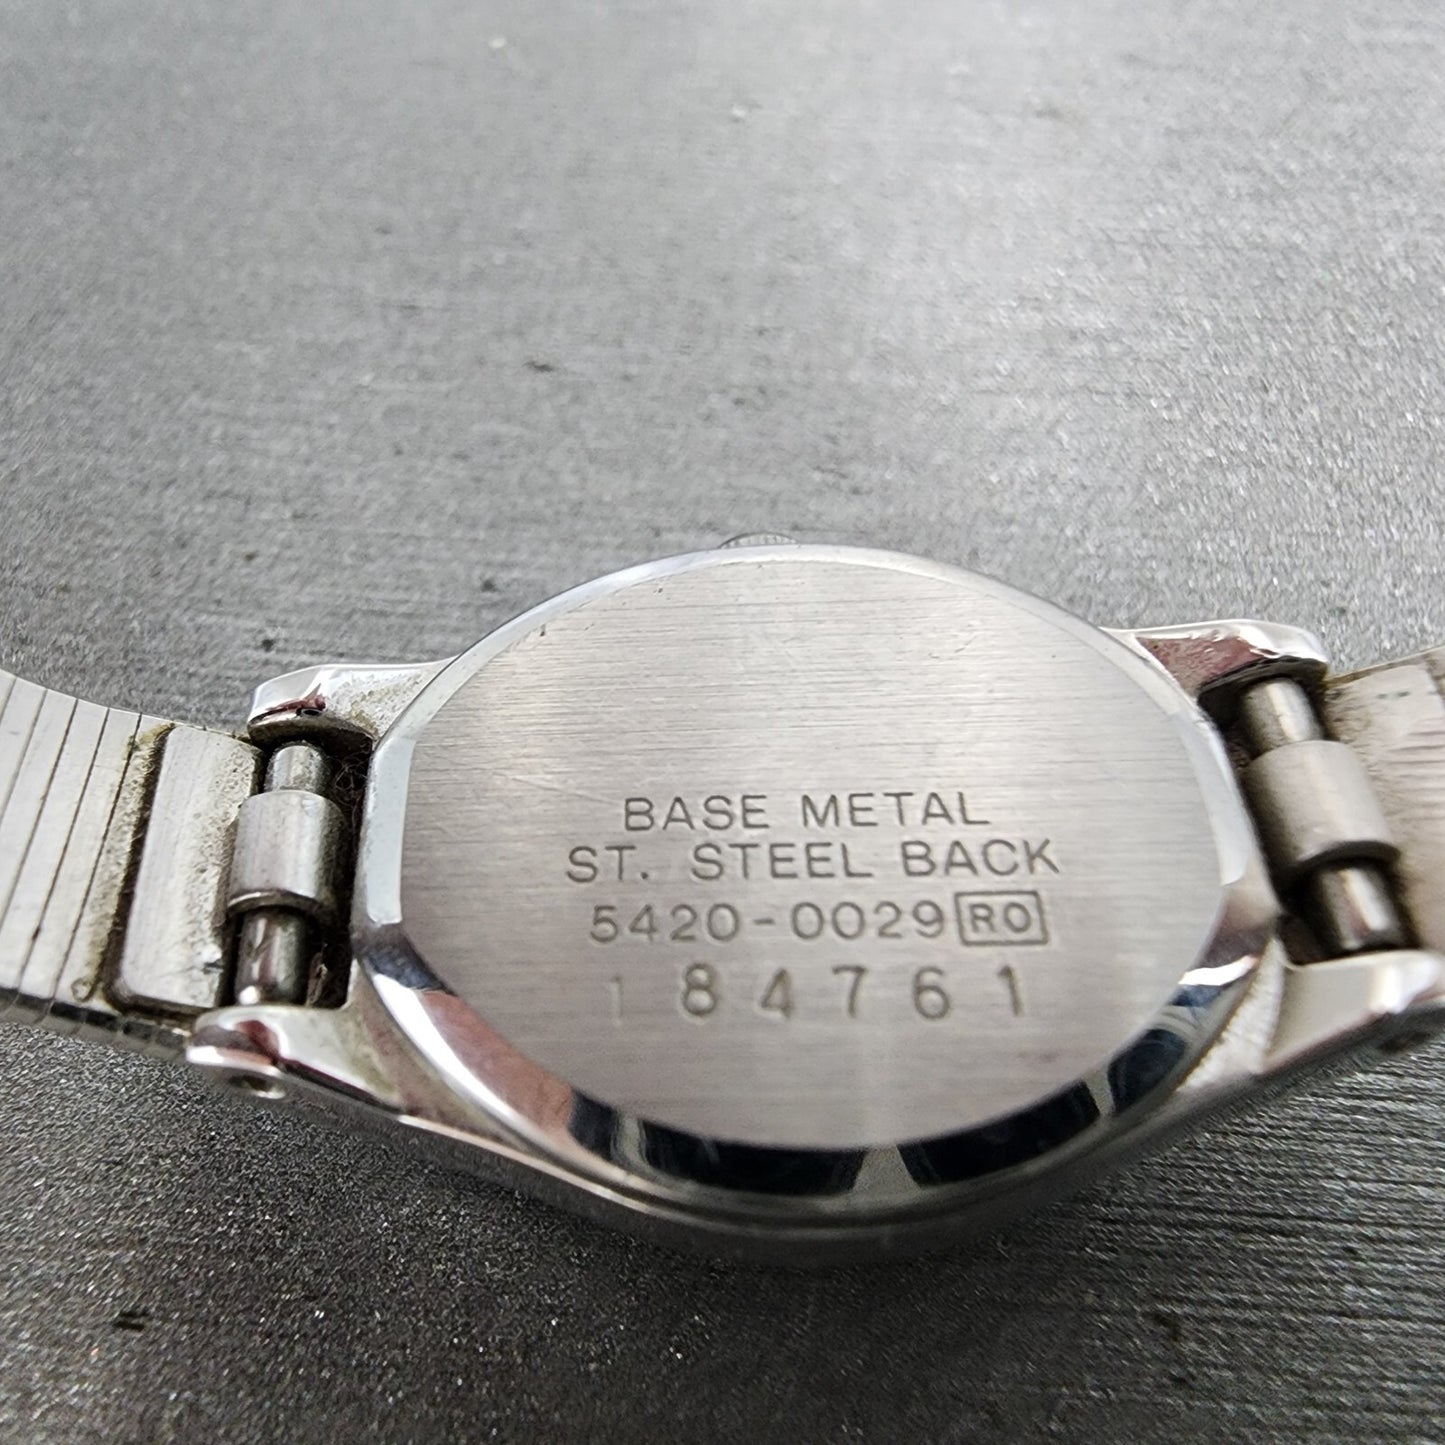 BASE METAL
ST. STEEL BACK
5420-0029 RO
184761